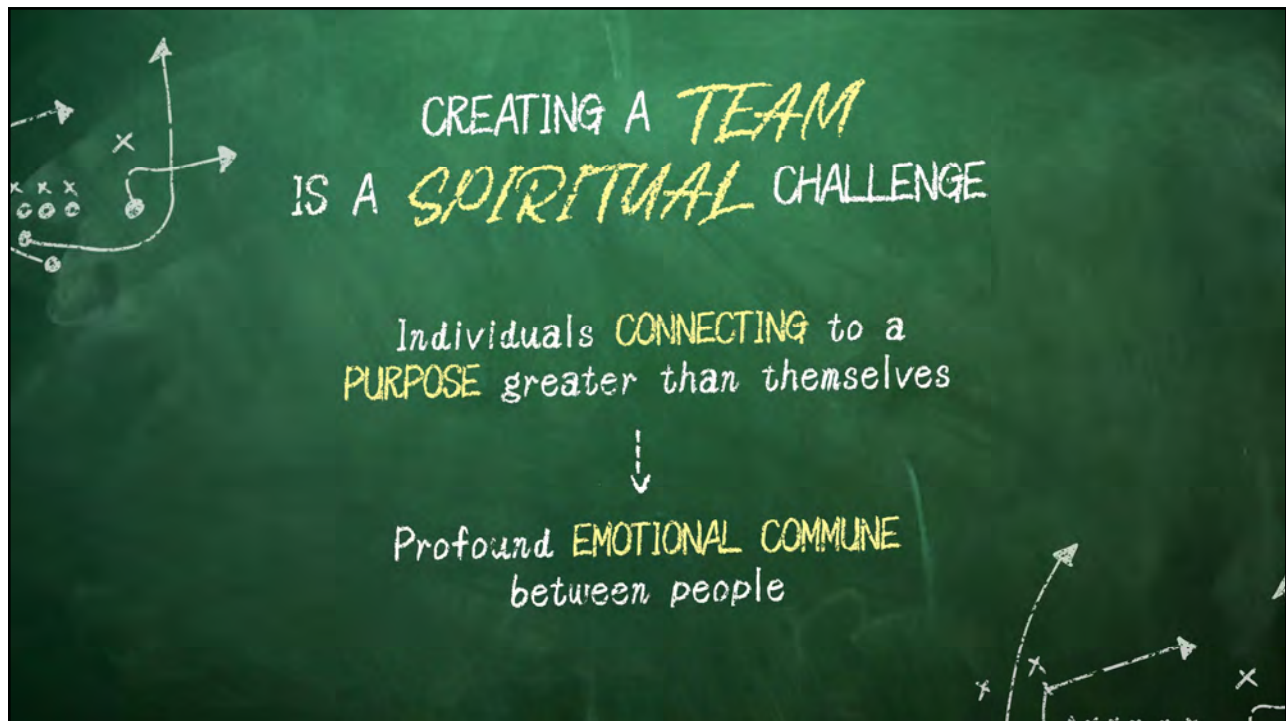 CREATING A TEAM
IS A SPIRITUAL CHALLENGE
Individuals CONNECTING to a
PURPOSE greater than themselves
Profound EMOTIONAL COMMUNE
between people